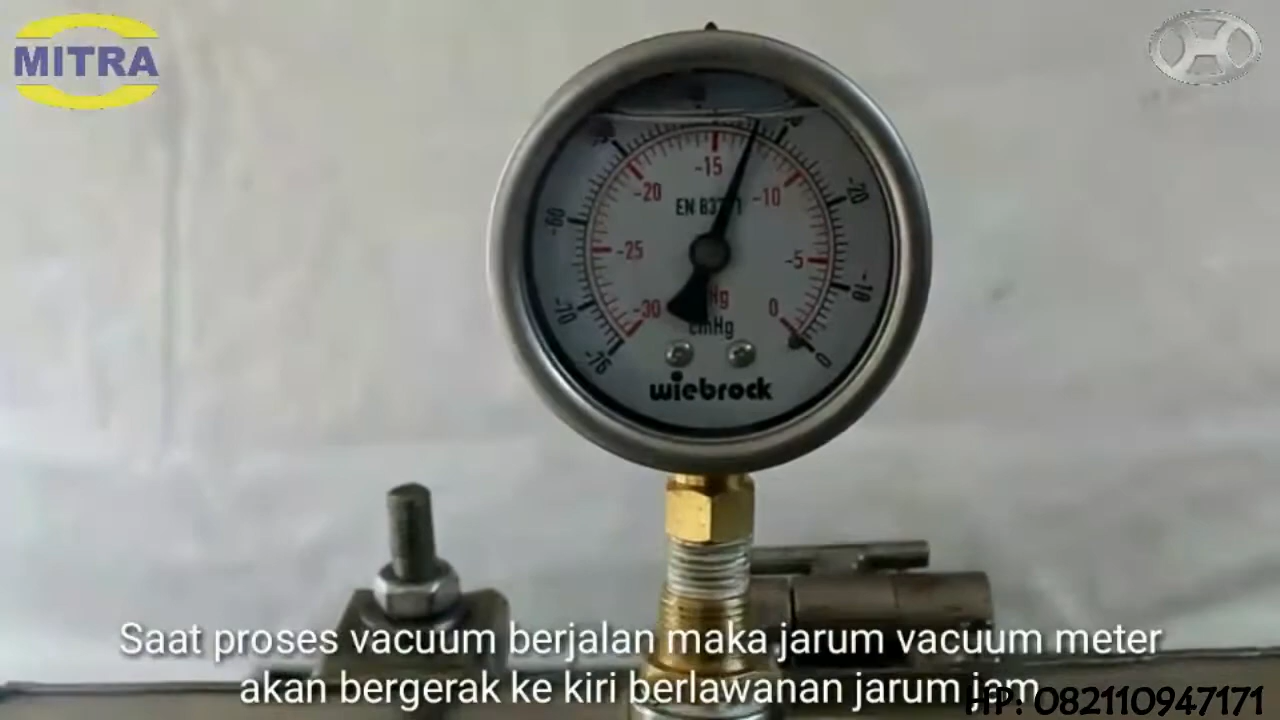 MITRA
-15
-20
-10
EN 837-1
-20
-60
-25
-5
-10
-70
-30
Hg
0
cmHg
-76
0
wiebrock
Saat proses vacuum berjalan maka jarum vacuum meter
akan bergerak ke kiri berlawanan jarum jam
HP: 082110947171